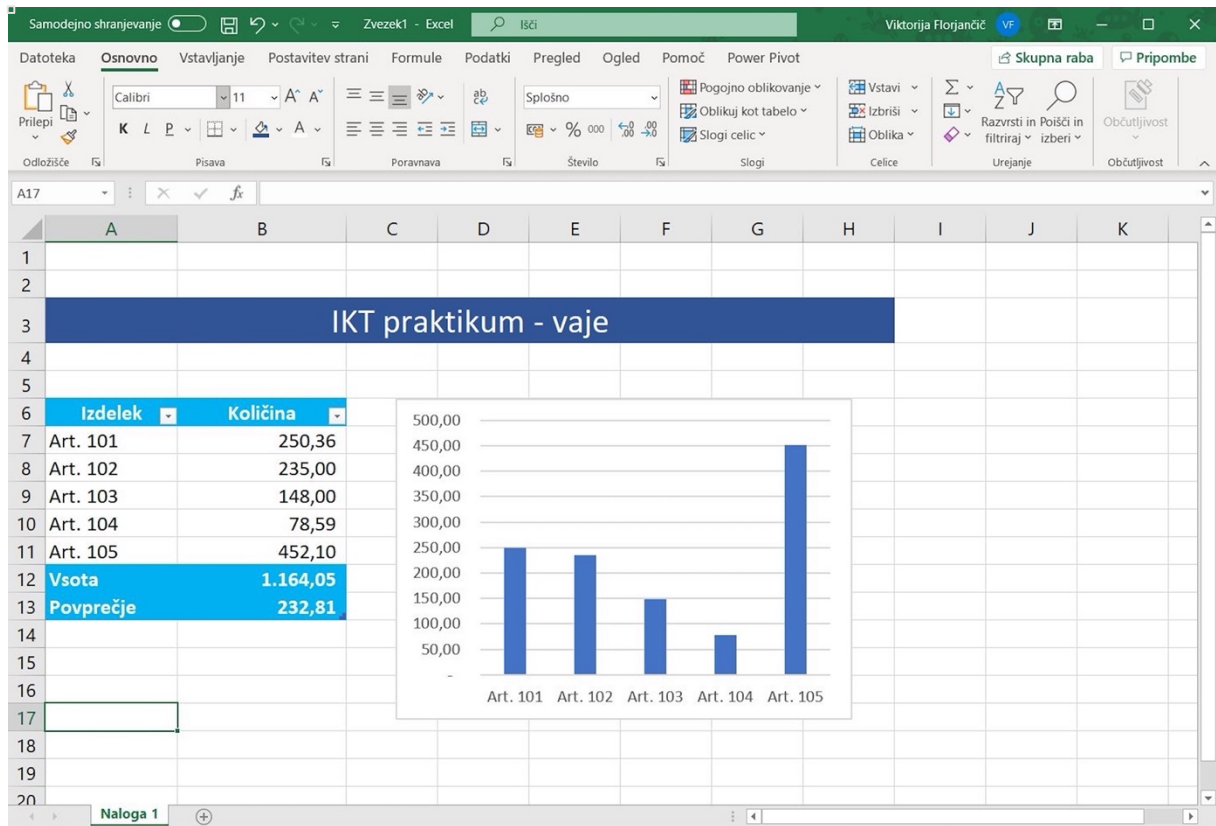 Samodejno shranjevanje Zvezek1 - Excel Išči Viktorija Florjančič VF
Datoteka Osnovno Vstavljanje Postavitev strani Formule Podatki Pregled Ogled Pomoč Power Pivot Skupna raba Pripombe
Prilepi
Calibri 11
K L P A
ab
Splošno
% 000
Pogojno oblikovanje
Oblikuj kot tabelo
Slogi celic
Vstavi
Izbriši
Oblika
Razvrsti in filtriraj
Poišči in izberi
Občutljivost
Odložišče Pisava Poravnava Število Slogi Celice Urejanje Občutljivost
A17 fx
A B C D E F G H I J K
1
2
3 IKT praktikum - vaje
4
5
6 Izdelek Količina
7 Art. 101 250,36
8 Art. 102 235,00
9 Art. 103 148,00
10 Art. 104 78,59
11 Art. 105 452,10
12 Vsota 1.164,05
13 Povprečje 232,81
14
15
16
17
18
19
20
500,00
450,00
400,00
350,00
300,00
250,00
200,00
150,00
100,00
50,00
-
Art. 101 Art. 102 Art. 103 Art. 104 Art. 105
Naloga 1